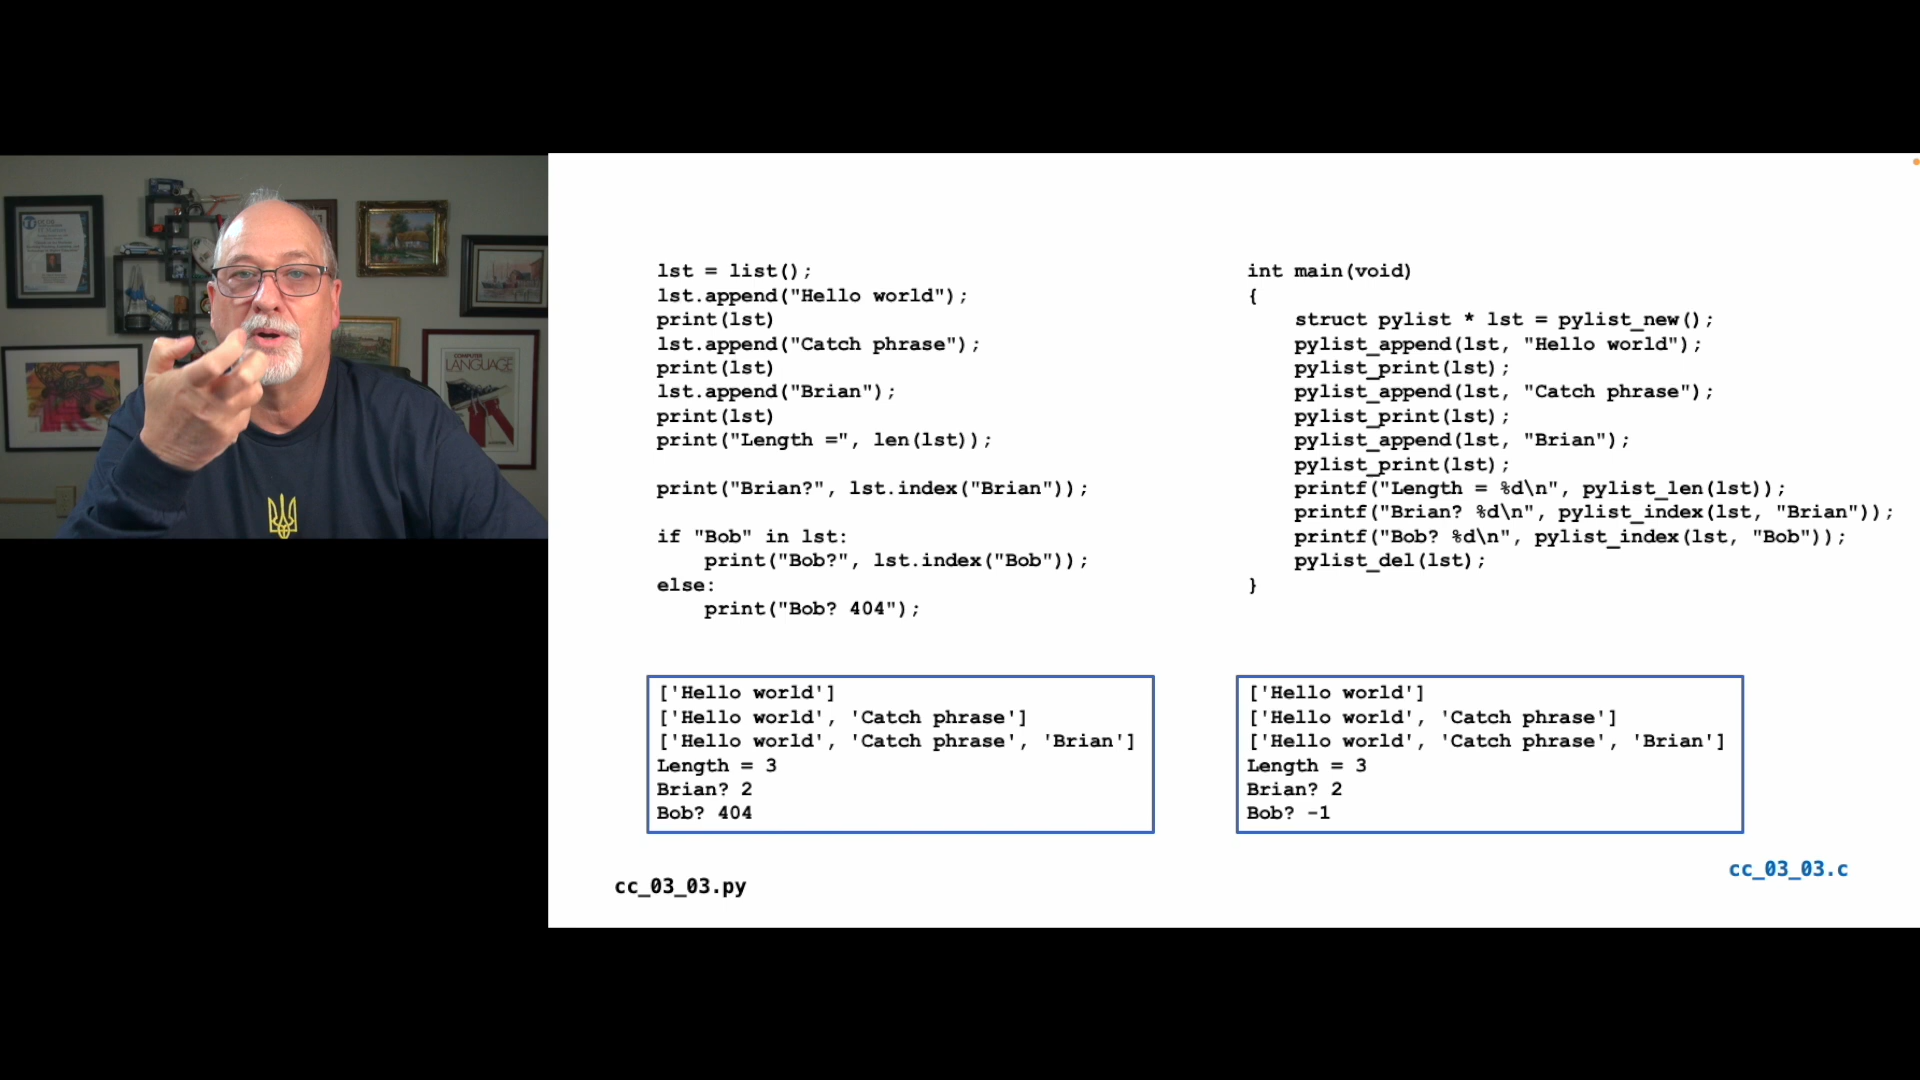 COMPUTER
LANGUAGE
lst = list();
lst.append("Hello world");
print(lst)
lst.append("Catch phrase");
print(lst)
lst.append("Brian");
print(lst)
print("Length =", len(lst));
print("Brian?", lst.index("Brian"));
if "Bob" in lst:
    print("Bob?", lst.index("Bob"));
else:
    print("Bob? 404");
['Hello world']
['Hello world', 'Catch phrase']
['Hello world', 'Catch phrase', 'Brian']
Length = 3
Brian? 2
Bob? 404
cc_03_03.py
int main(void)
{
    struct pylist * lst = pylist_new();
    pylist_append(lst, "Hello world");
    pylist_print(lst);
    pylist_append(lst, "Catch phrase");
    pylist_print(lst);
    pylist_append(lst, "Brian");
    pylist_print(lst);
    printf("Length = %d\n", pylist_len(lst));
    printf("Brian? %d\n", pylist_index(lst, "Brian"));
    printf("Bob? %d\n", pylist_index(lst, "Bob"));
    pylist_del(lst);
}
['Hello world']
['Hello world', 'Catch phrase']
['Hello world', 'Catch phrase', 'Brian']
Length = 3
Brian? 2
Bob? -1
cc_03_03.c